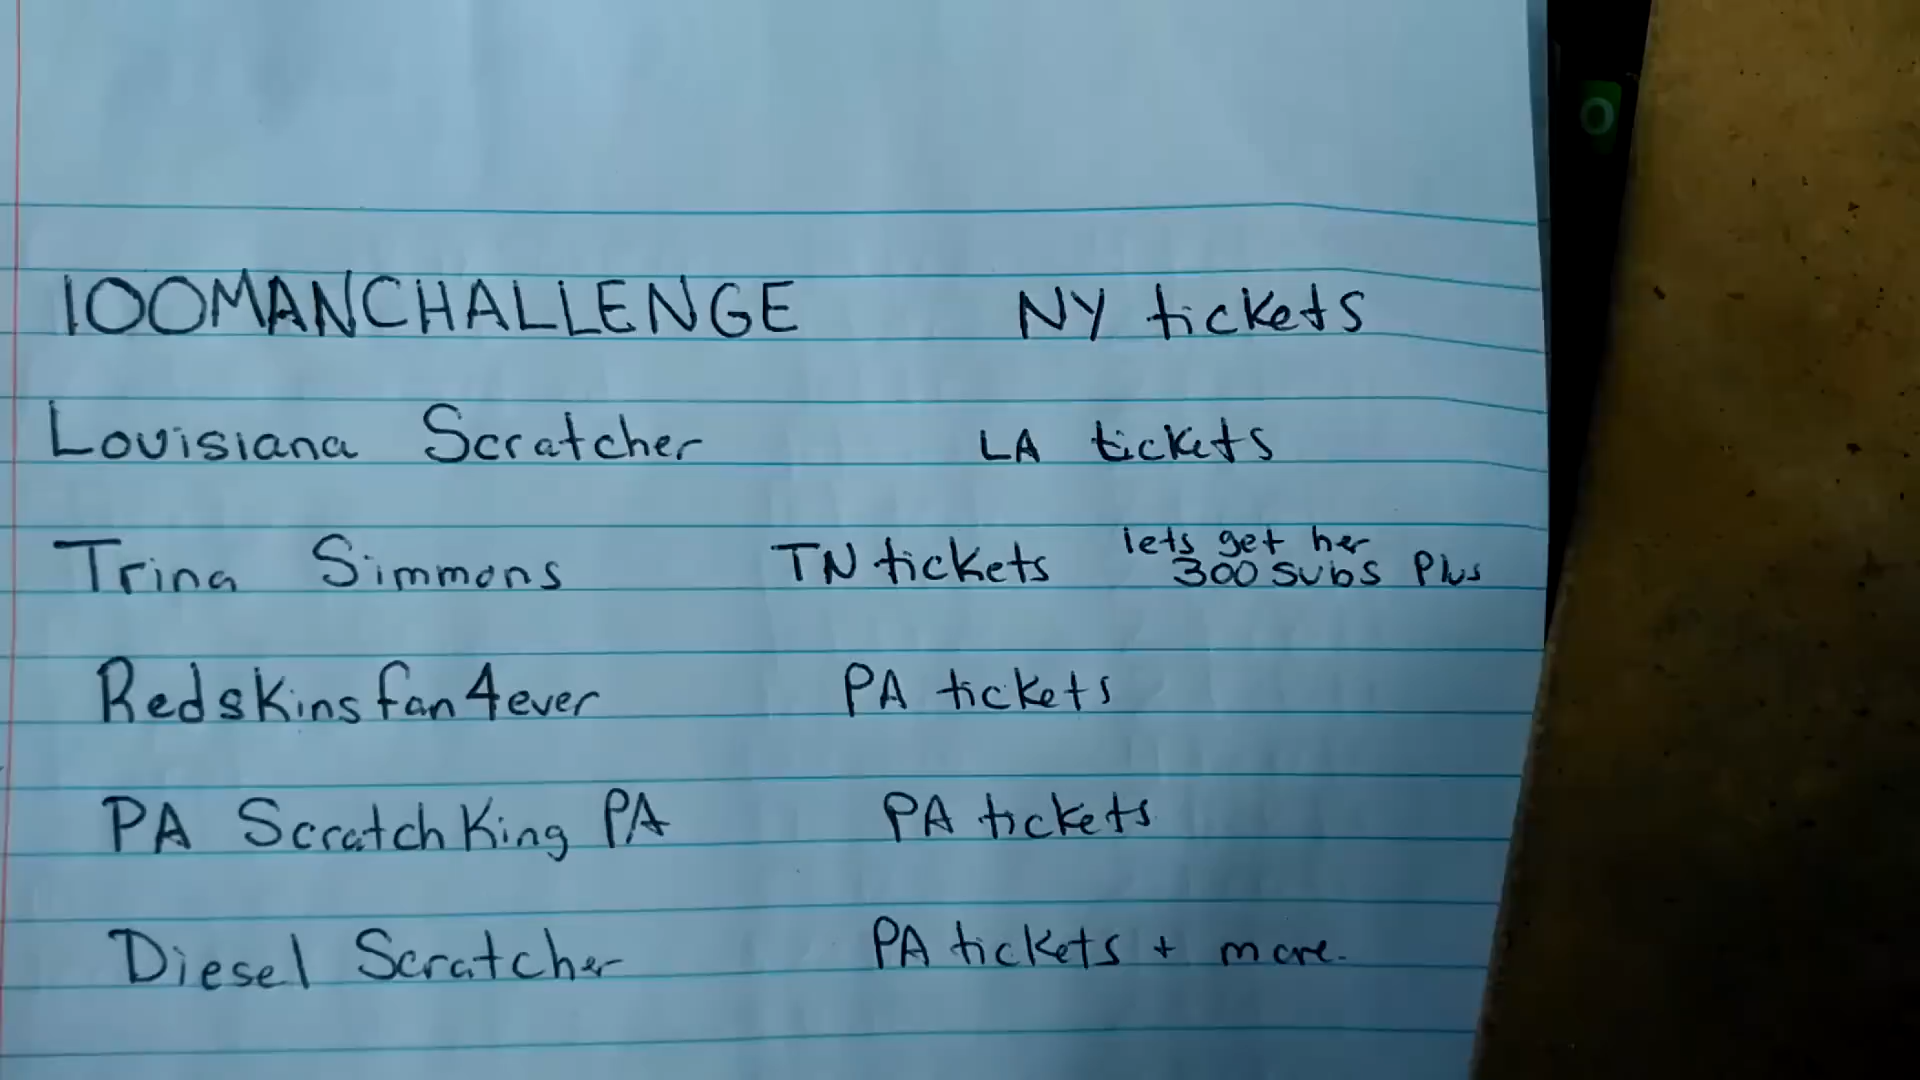 100MANCHALLENGE NY tickets
Louisiana Scratcher LA tickets
Trina Simmons TN tickets lets get her
300 subs Plus
Redskinsfan4ever PA tickets
PA ScratchKing PA PA tickets
Diesel Scratcher PA tickets + more.